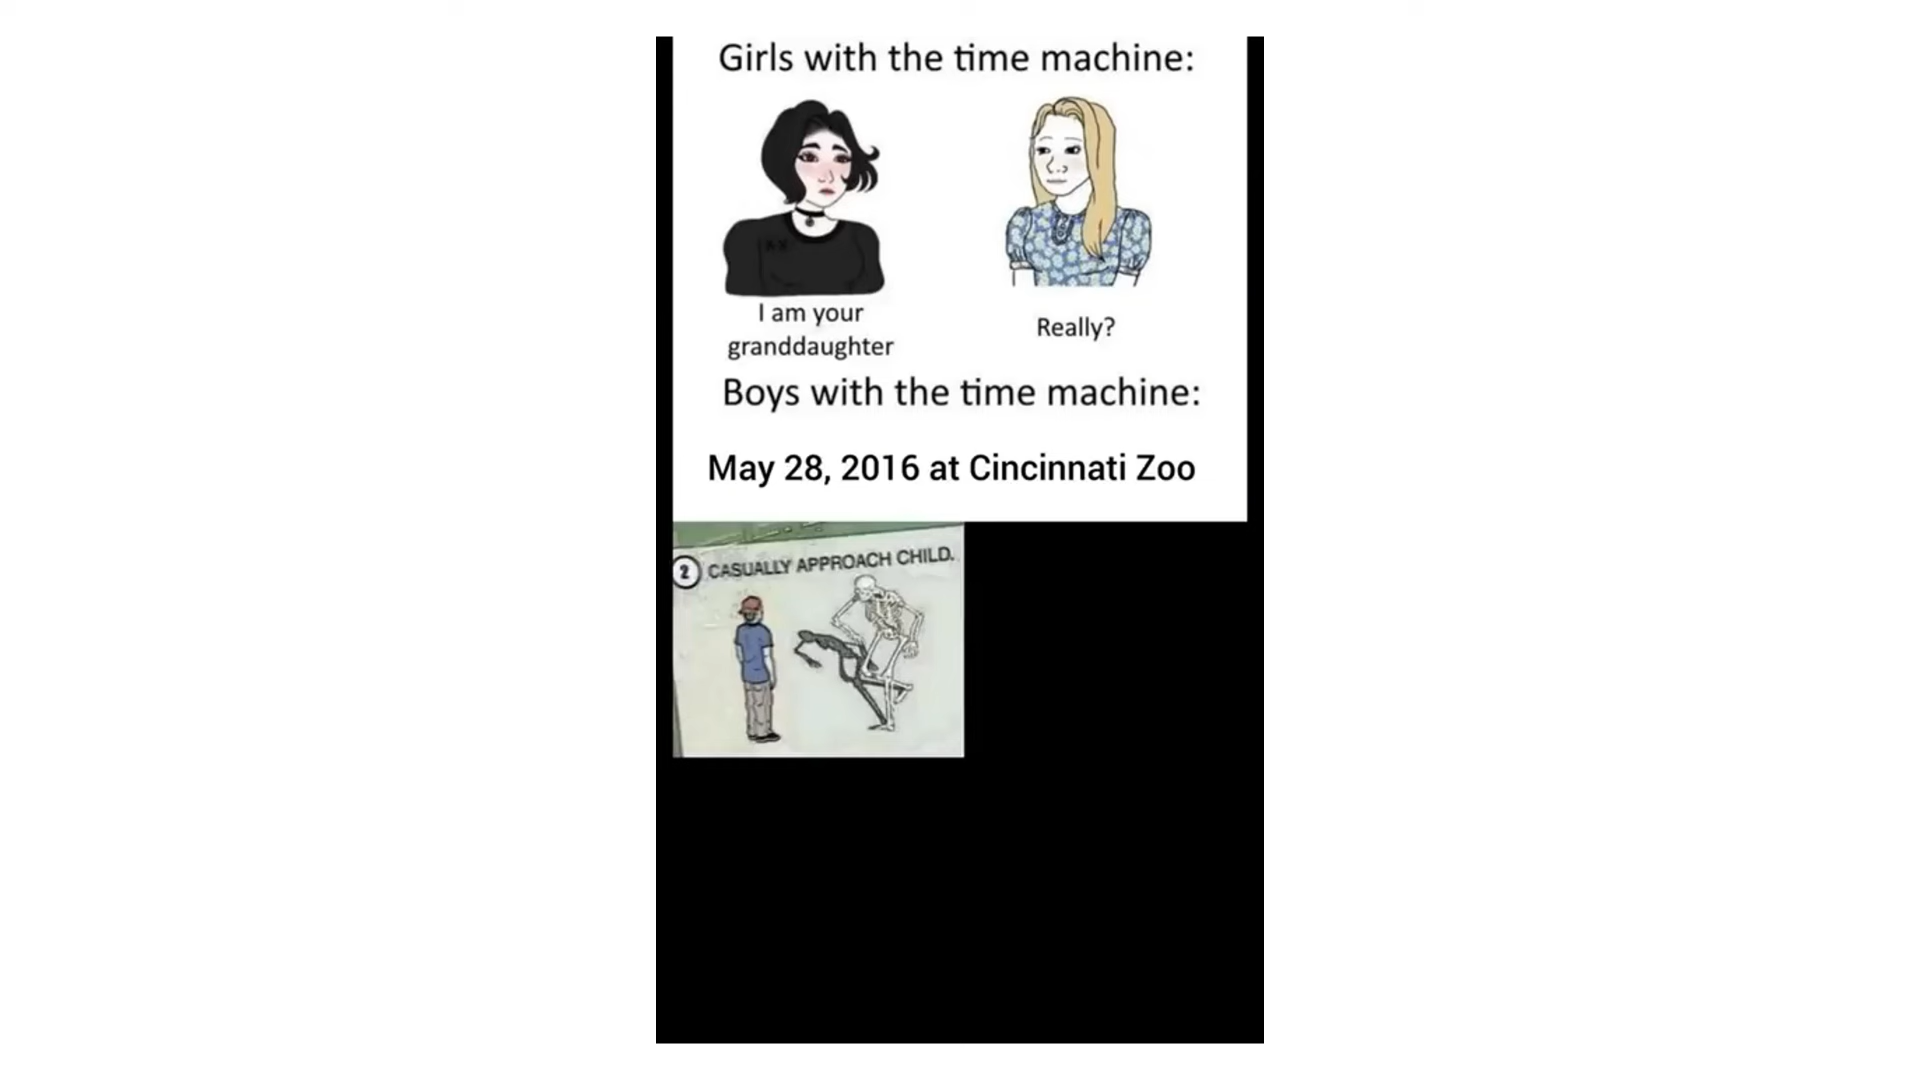 Girls with the time machine:
I am your
granddaughter
Really?
Boys with the time machine:
May 28, 2016 at Cincinnati Zoo
2 CASUALLY APPROACH CHILD.